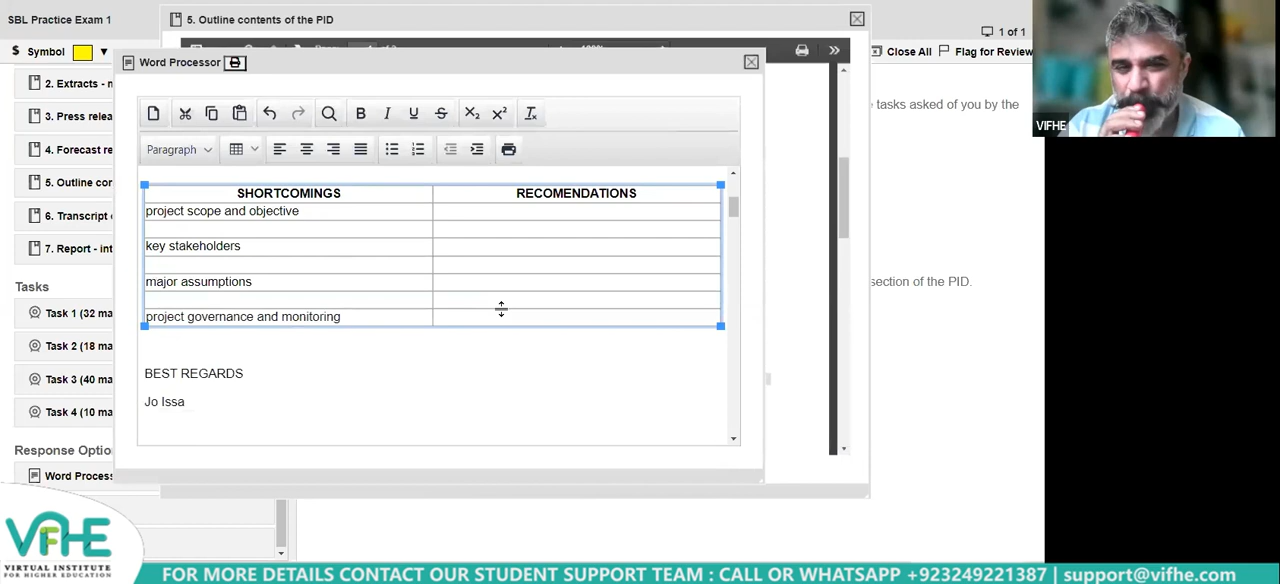 SBL Practice Exam 1
5. Outline contents of the PID
$ Symbol
1 of 1
Close All
Flag for Review
Word Processor
2. Extracts -
3. Press relea
4. Forecast re
5. Outline con
6. Transcript
7. Report - int
Tasks
Task 1 (32 ma
Task 2 (18 ma
Task 3 (40 ma
Task 4 (10 ma
Response Optio
Word Process
tasks asked of you by the
section of the PID.
Paragraph
SHORTCOMINGS RECOMENDATIONS
project scope and objective
key stakeholders
major assumptions
project governance and monitoring
BEST REGARDS
Jo Issa
VIFHE
VIFHE
VIRTUAL INSTITUTE
FOR HIGHER EDUCATION
FOR MORE DETAILS CONTACT OUR STUDENT SUPPORT TEAM : CALL OR WHATSAPP +923249221387 | support@vifhe.com